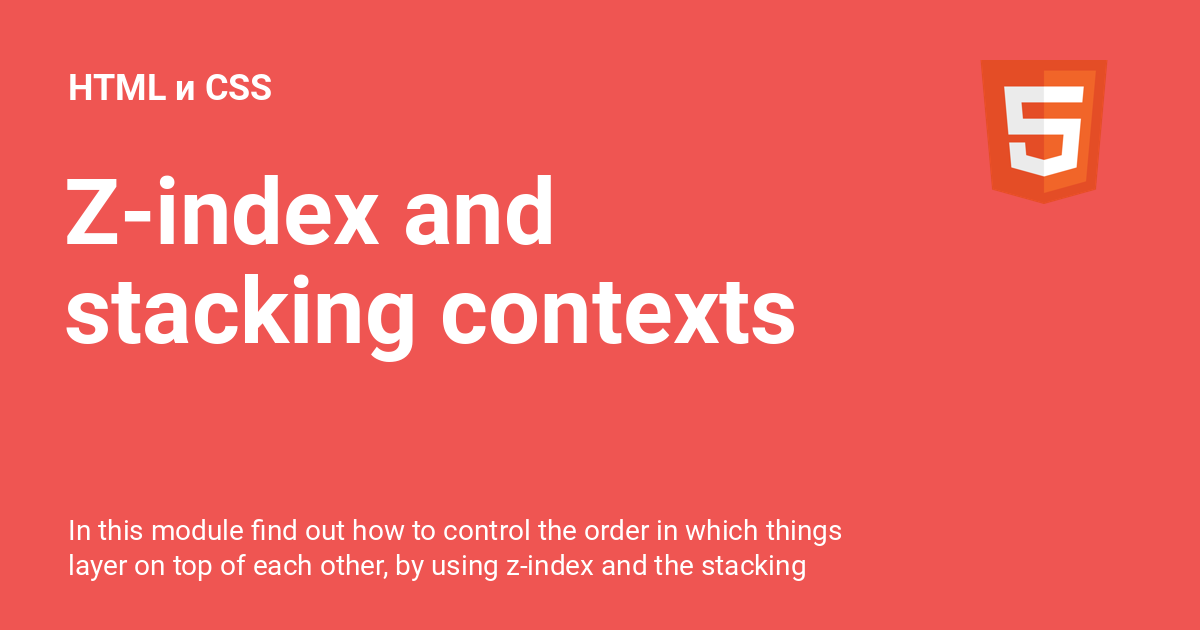 HTML и CSS
5
Z-index and
stacking contexts
In this module find out how to control the order in which things
layer on top of each other, by using z-index and the stacking